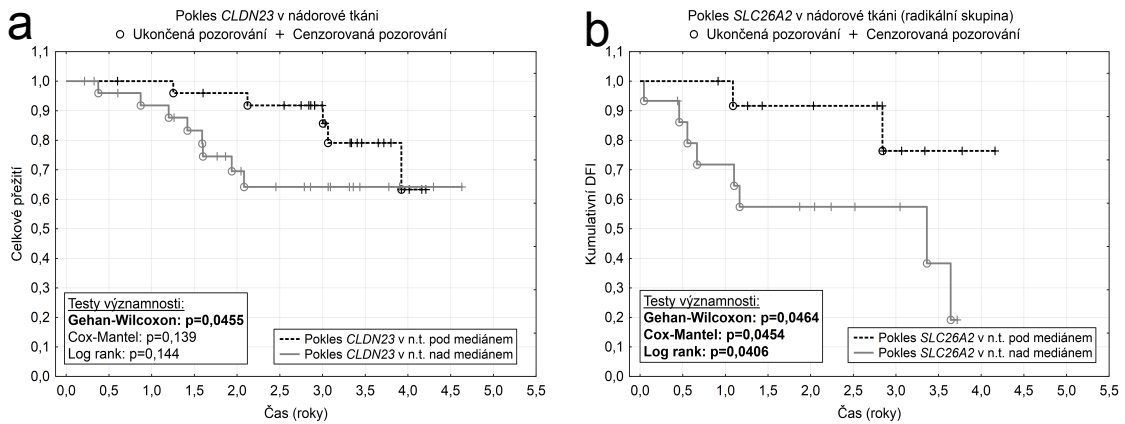 a
Pokles CLDN23 v nádorové tkáni
Ukončená pozorování + Cenzorovaná pozorování
1,1
1,0
0,9
0,8
0,7
0,6
0,5
0,4
0,3
0,2
0,1
0,0
Celkové přežití
Testy významnosti:
Gehan-Wilcoxon: p=0,0455
Cox-Mantel: p=0,139
Log rank: p=0,144
Pokles CLDN23 v n.t. pod mediánem
Pokles CLDN23 v n.t. nad mediánem
0,0 0,5 1,0 1,5 2,0 2,5 3,0 3,5 4,0 4,5 5,0 5,5
Čas (roky)
b
Pokles SLC26A2 v nádorové tkáni (radikální skupina)
Ukončená pozorování + Cenzorovaná pozorování
1,1
1,0
0,9
0,8
0,7
0,6
0,5
0,4
0,3
0,2
0,1
0,0
Kumulativní DFI
Testy významnosti:
Gehan-Wilcoxon: p=0,0464
Cox-Mantel: p=0,0454
Log rank: p=0,0406
Pokles SLC26A2 v n.t. pod mediánem
Pokles SLC26A2 v n.t. nad mediánem
0,0 0,5 1,0 1,5 2,0 2,5 3,0 3,5 4,0 4,5 5,0 5,5
Čas (roky)